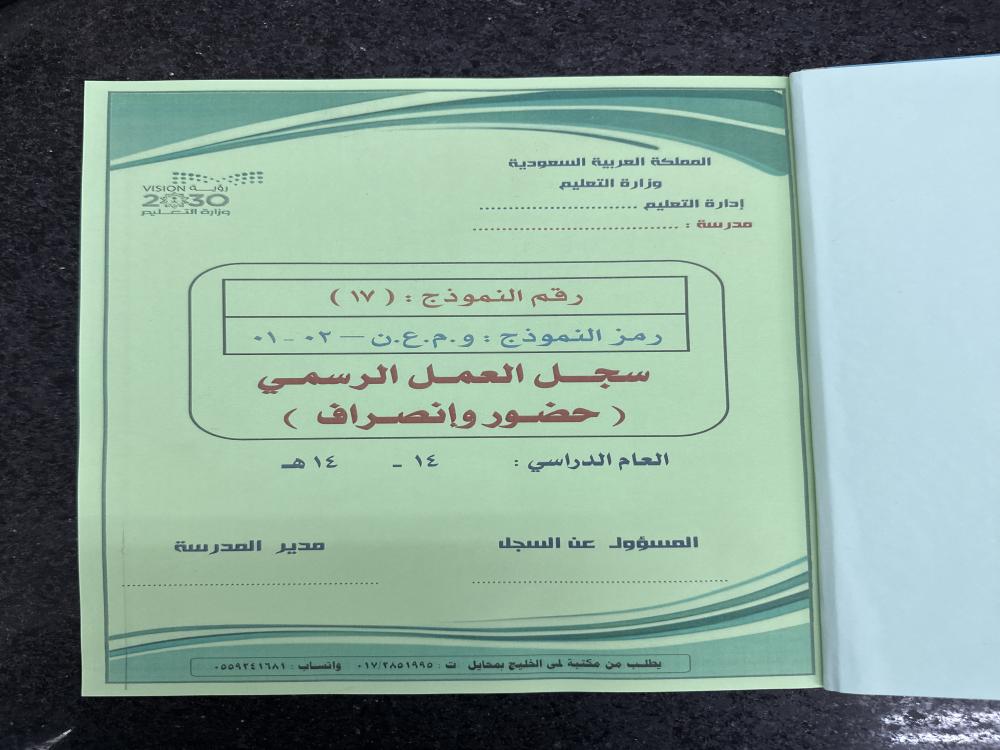 المملكة العربية السعودية
وزارة التعليم
إدارة التعليم ................................
مدرسة : ................................
رؤية VISION
2030
وزارة التعليم
رقم النموذج : ( ١٧ )
رمز النموذج : و.م.ع.ن – ٠٢ - ٠١
سجل العمل الرسمي
( حضور وإنصراف )
العام الدراسي : ١٤ - ١٤ هـ
المسؤول عن السجل
مدير المدرسة
يطلب من مكتبة لمى الخليج بمحايل ت : ٠١٧/٢٨٥١٩٩٥ واتساب : ٠٥٥٩٢٤١٦٨١